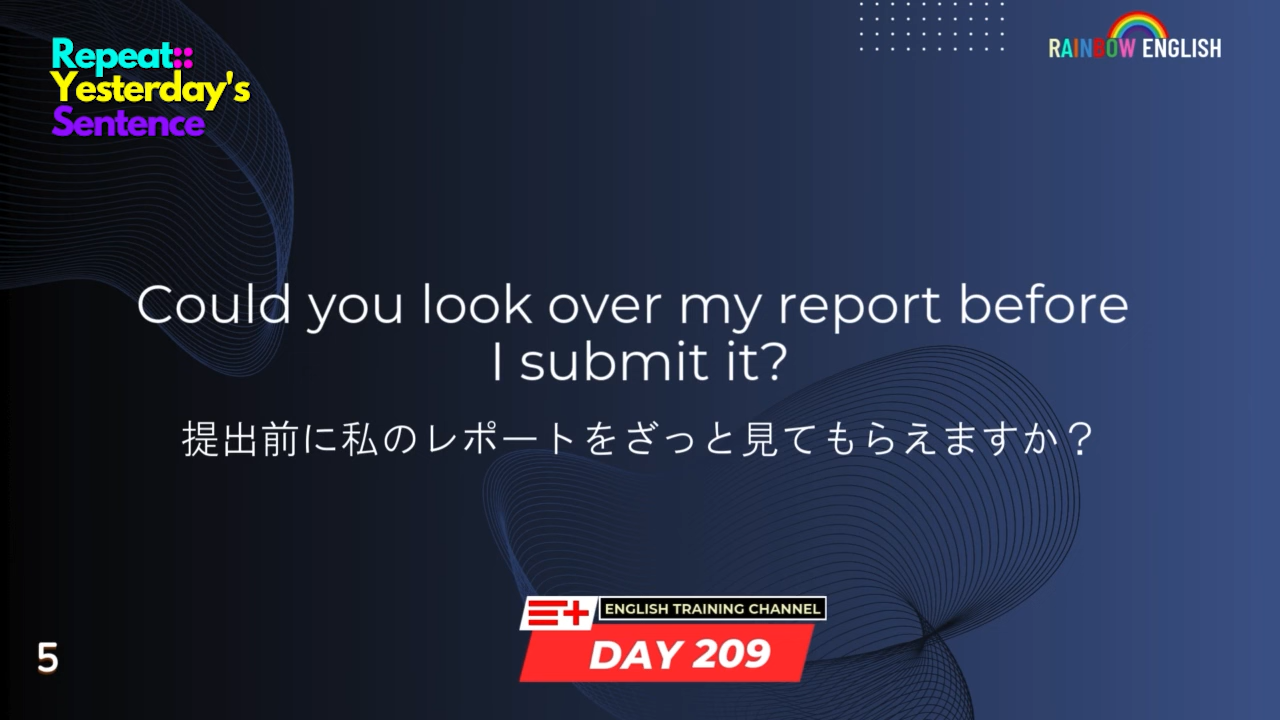 Repeat::
Yesterday's
Sentence
RAINBOW ENGLISH
Could you look over my report before
I submit it?
提出前に私のレポートをざっと見てもらえますか？
E+ ENGLISH TRAINING CHANNEL
DAY 209
5